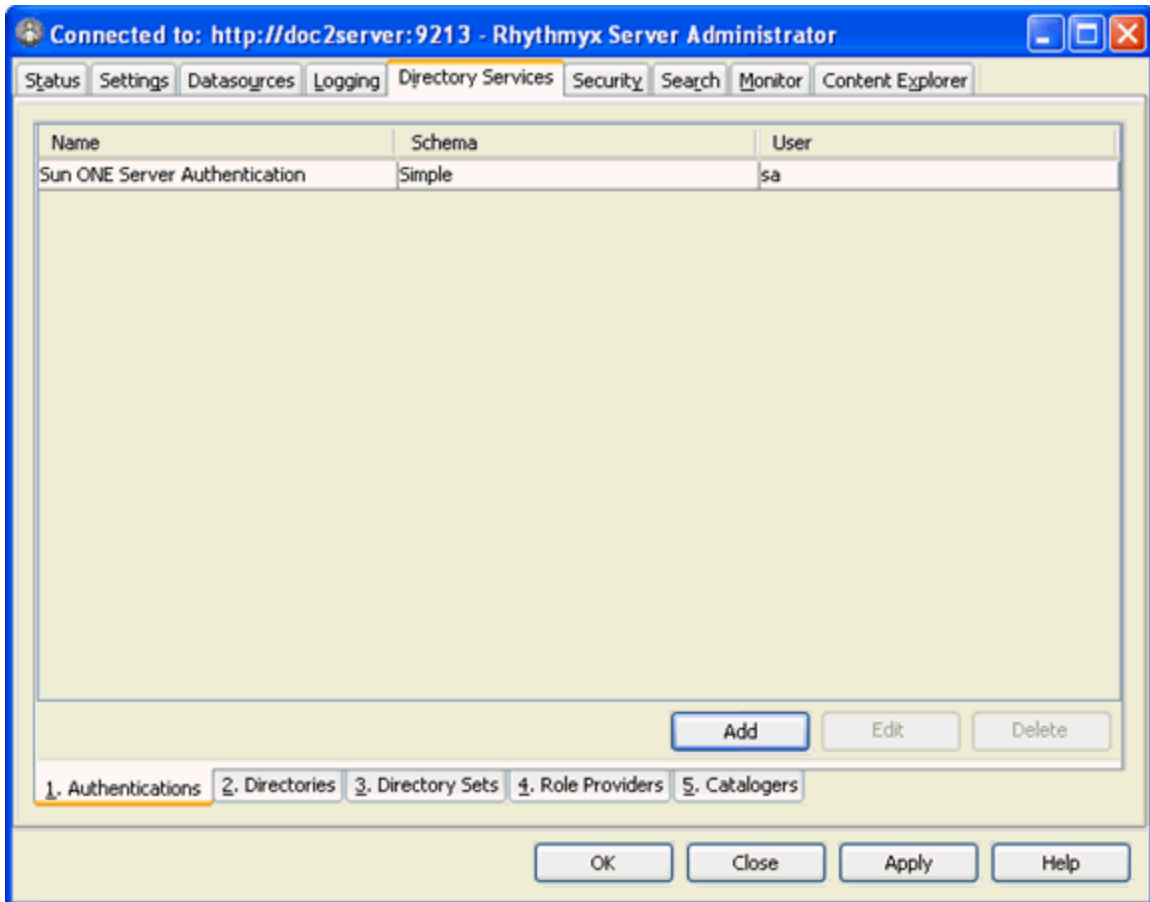 Connected to: http://doc2server:9213 - Rhythmyx Server Administrator
Status Settings Datasources Logging Directory Services Security Search Monitor Content Explorer
Name Schema User
Sun ONE Server Authentication Simple sa
Add Edit Delete
1. Authentications 2. Directories 3. Directory Sets 4. Role Providers 5. Catalogers
OK Close Apply Help